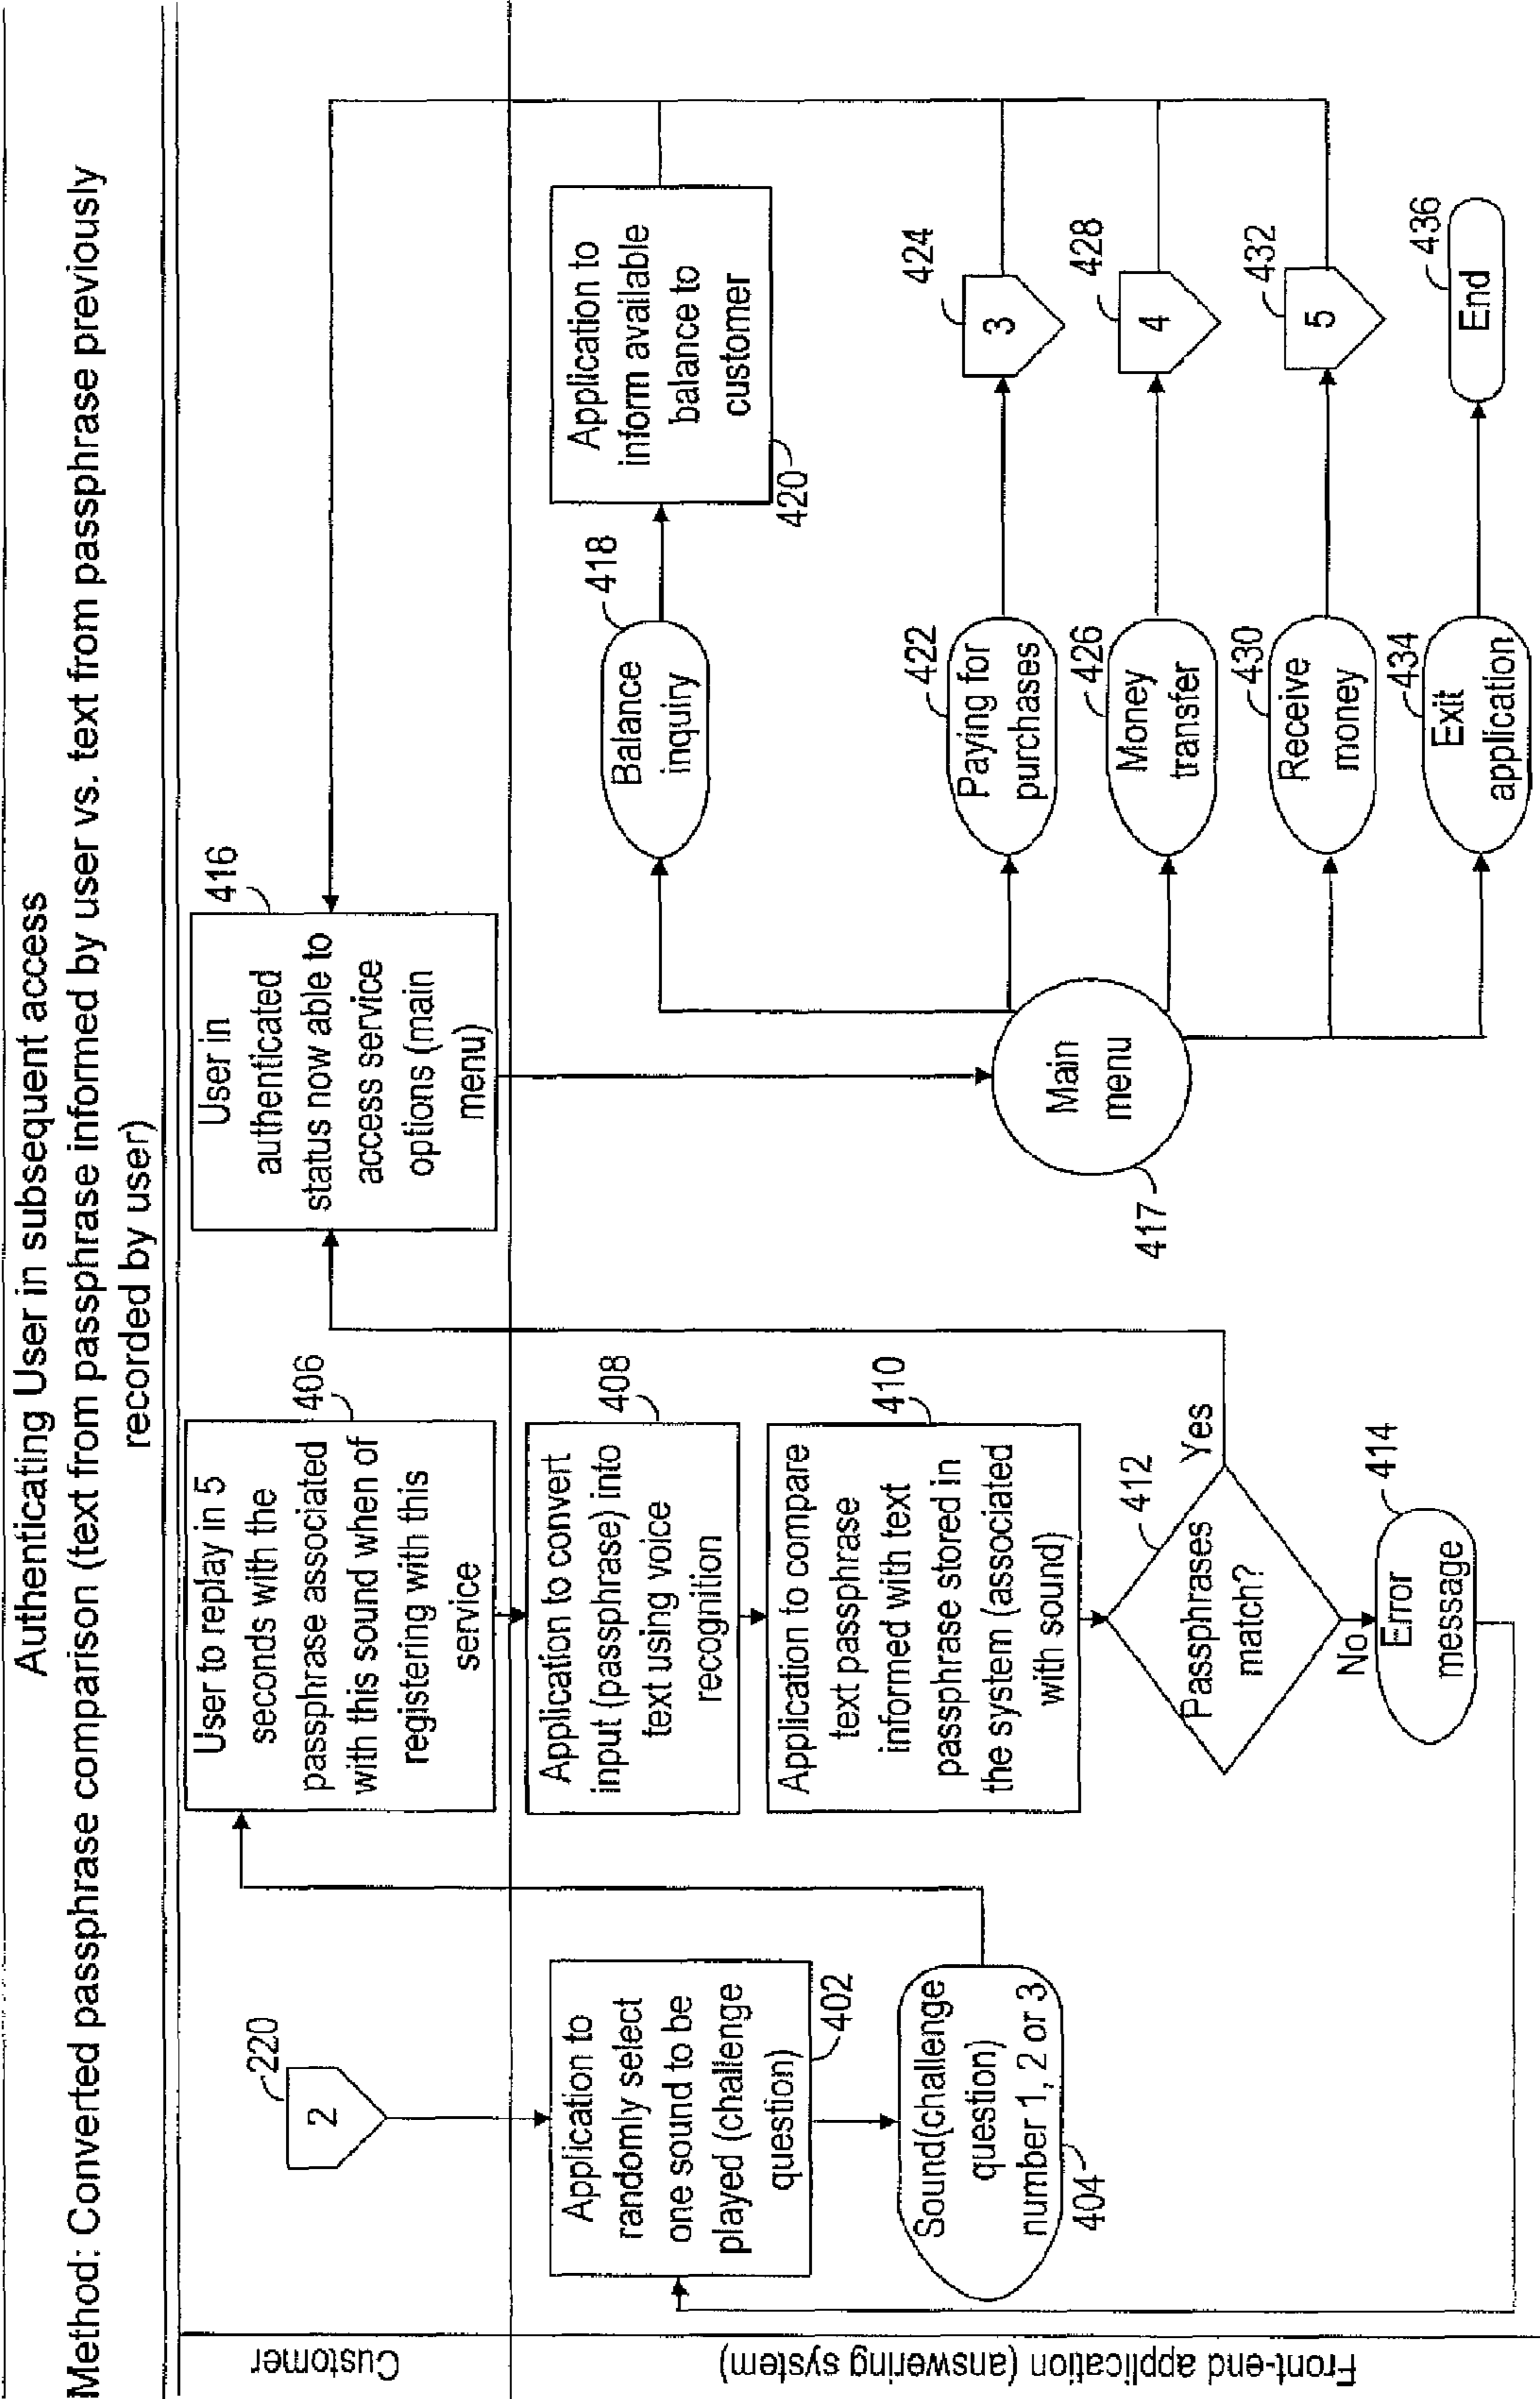 Authenticating User in subsequent access
Method: Converted passphrase comparison (text from passphrase informed by user vs. text from passphrase previously
recorded by user)
Customer
220
2
User to replay in 5
seconds with the
passphrase associated
with this sound when of
registering with this
service
406
User in
authenticated
status now able to
access service
options (main
menu)
416
Front-end application (answering system)
Application to
randomly select
one sound to be
played (challenge
question)
402
Sound(challenge
question)
number 1, 2 or 3
404
Application to convert
input (passphrase) into
text using voice
recognition
408
Application to compare
text passphrase
informed with text
passphrase stored in
the system (associated
with sound)
410
Passphrases
match?
412
Yes
No
Error
message
414
Main
menu
417
Balance
inquiry
418
Application to
inform available
balance to
customer
420
Paying for
purchases
422
3
424
Money
transfer
426
4
428
Receive
money
430
5
432
Exit
application
434
End
436